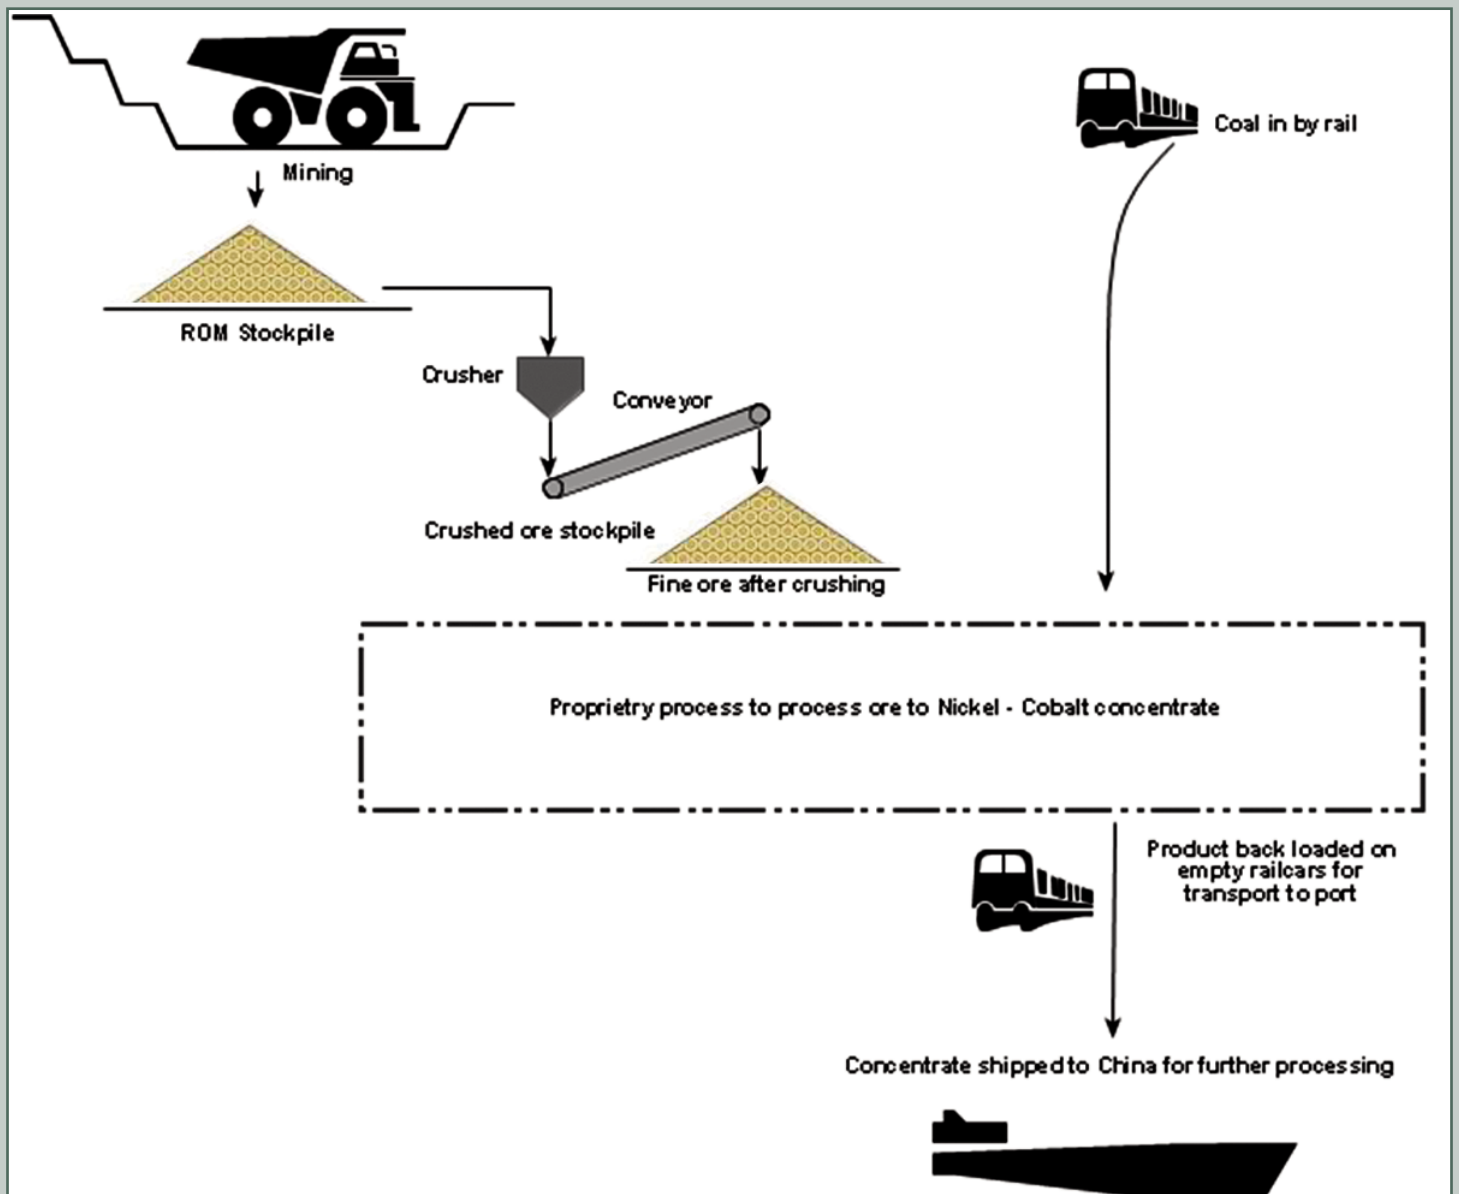 Coal in by rail
Mining
ROM Stockpile
Crusher
Conveyor
Crushed ore stockpile
Fine ore after crushing
Proprietry process to process ore to Nickel - Cobalt concentrate
Product back loaded on
empty railcars for
transport to port
Concentrate shipped to China for further processing